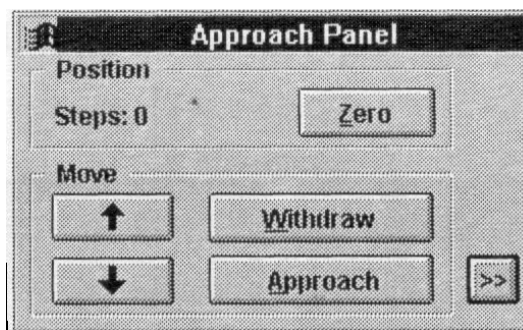 Approach Panel
Position
Steps: 0
Zero
Move
Withdraw
Approach
>>